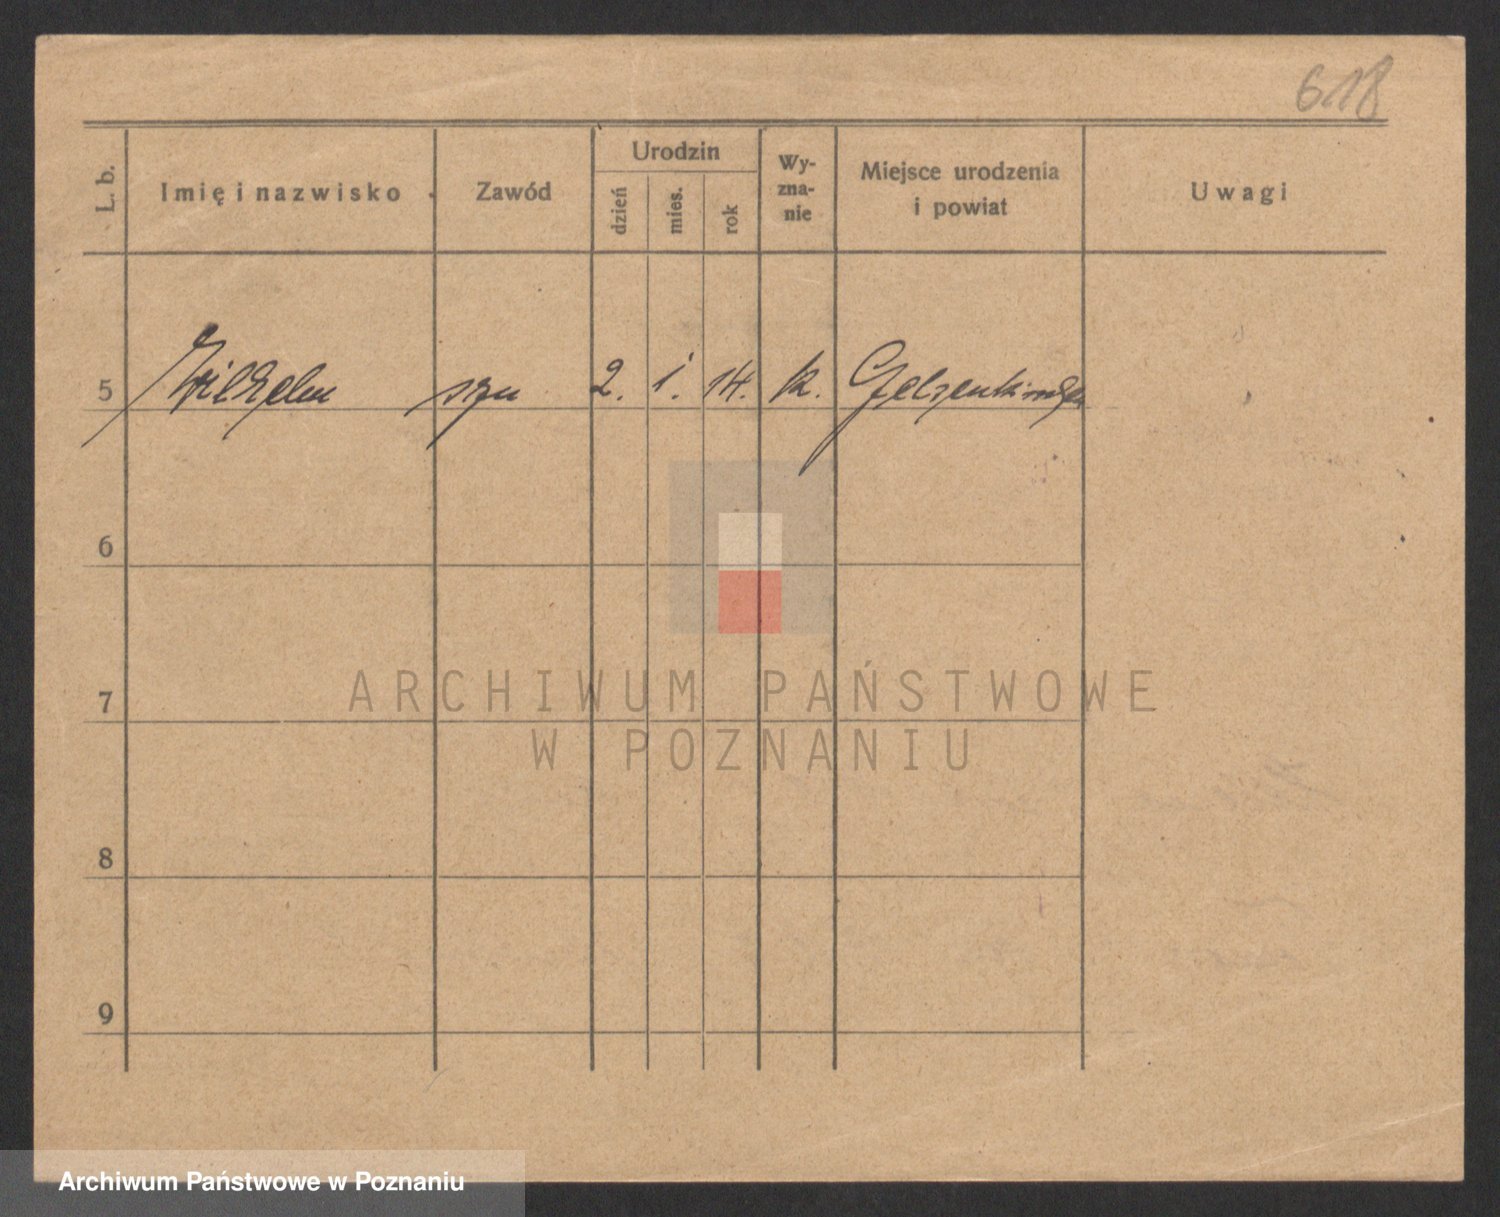 618
L. b.
Imię i nazwisko
Zawód
Urodzin
dzień
mies.
rok
Wy-
zna-
nie
Miejsce urodzenia
i powiat
Uwagi
5 Wilhelm syn 2. 1. 14. k. Gelzenkirchen
6
7
8
9
ARCHIWUM PAŃSTWOWE
W POZNANIU
Archiwum Państwowe w Poznaniu